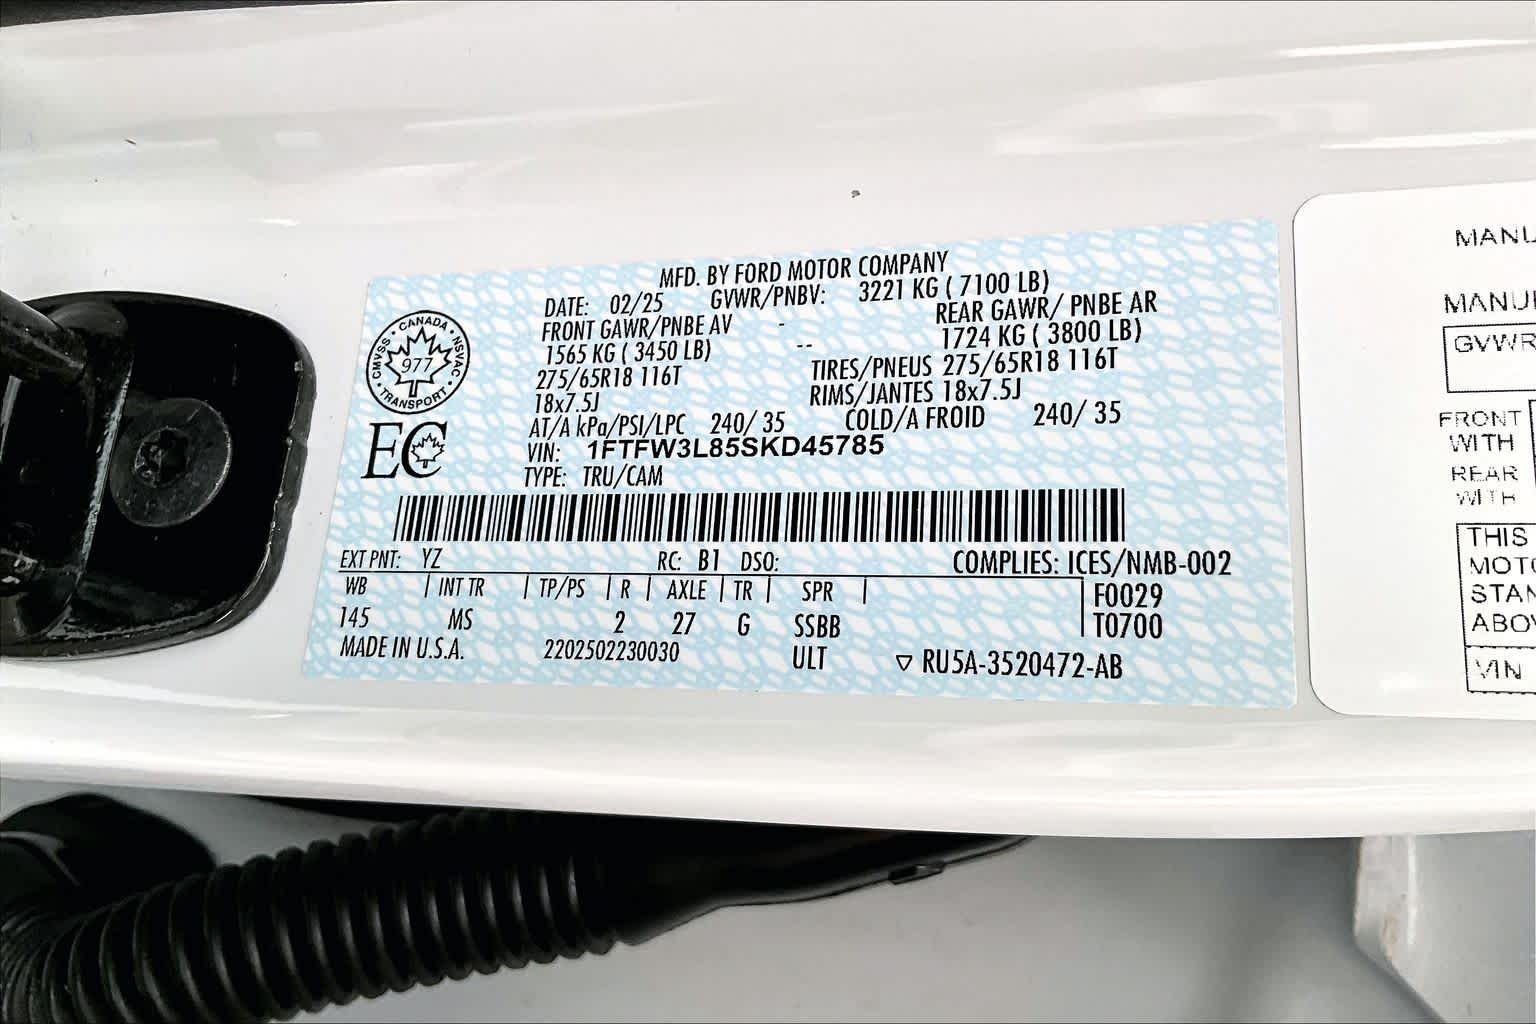 MFD. BY FORD MOTOR COMPANY
DATE: 02/25 GVWR/PNBV: 3221 KG ( 7100 LB)
FRONT GAWR/PNBE AV - REAR GAWR/ PNBE AR
1565 KG ( 3450 LB) -- 1724 KG ( 3800 LB)
275/65R18 116T TIRES/PNEUS 275/65R18 116T
18x7.5J RIMS/JANTES 18x7.5J
AT/A kPa/PSI/LPC 240/ 35 COLD/A FROID 240/ 35
VIN: 1FTFW3L85SKD45785
TYPE: TRU/CAM
CANADA
CMVSS • NSVAC
977
TRANSPORT
EC
EXT PNT: YZ RC: B1 DSO: COMPLIES: ICES/NMB-002
WB | INT TR | TP/PS | R | AXLE | TR | SPR | F0029
145 MS 2 27 G SSBB T0700
MADE IN U.S.A. 2202502230030 ULT ▽ RU5A-3520472-AB
GVWR
FRONT
WITH
REAR
WITH
THIS
ABOV
VIN